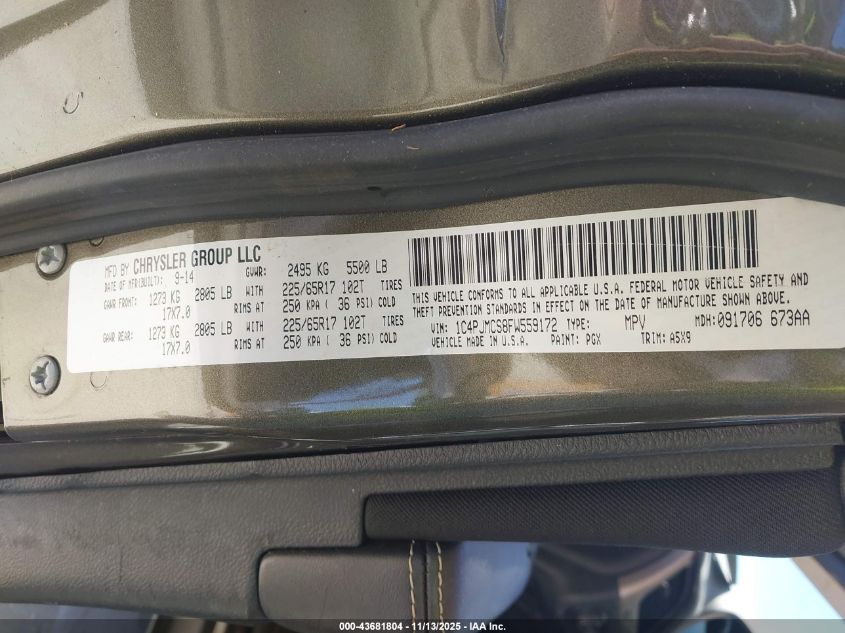 MFD BY CHRYSLER GROUP LLC
DATE OF MFR(BUILT): 9-14 GVWR: 2495 KG 5500 LB
GAWR FRONT: 1273 KG 2805 LB WITH 225/65R17 102T TIRES
17X7.0 RIMS AT 250 KPA ( 36 PSI) COLD
GAWR REAR: 1273 KG 2805 LB WITH 225/65R17 102T TIRES
17X7.0 RIMS AT 250 KPA ( 36 PSI) COLD
THIS VEHICLE CONFORMS TO ALL APPLICABLE U.S.A. FEDERAL MOTOR VEHICLE SAFETY AND
THEFT PREVENTION STANDARDS IN EFFECT ON THE DATE OF MANUFACTURE SHOWN ABOVE.
VIN: 1C4PJMCS8FW559172 TYPE: MPV MDH: 091706 673AA
VEHICLE MADE IN U.S.A. PAINT: PGX TRIM: A5X9
000-43681804 - 11/13/2025 - IAA Inc.